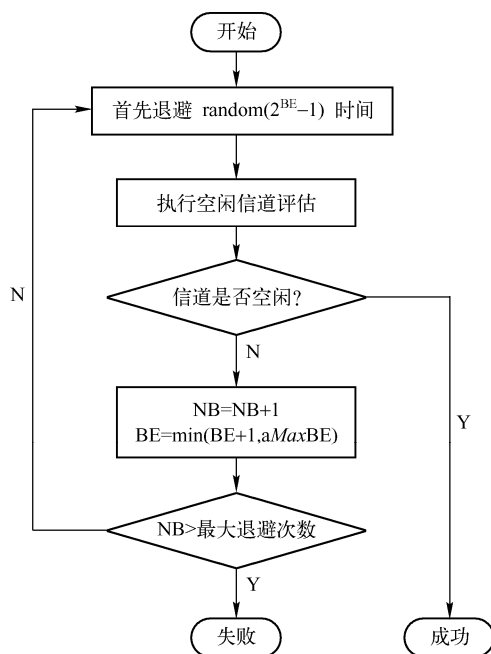 开始
首先退避 random(2^BE–1) 时间
执行空闲信道评估
信道是否空闲?
N
N
Y
NB=NB+1
BE=min(BE+1,aMaxBE)
NB>最大退避次数
Y
失败
成功